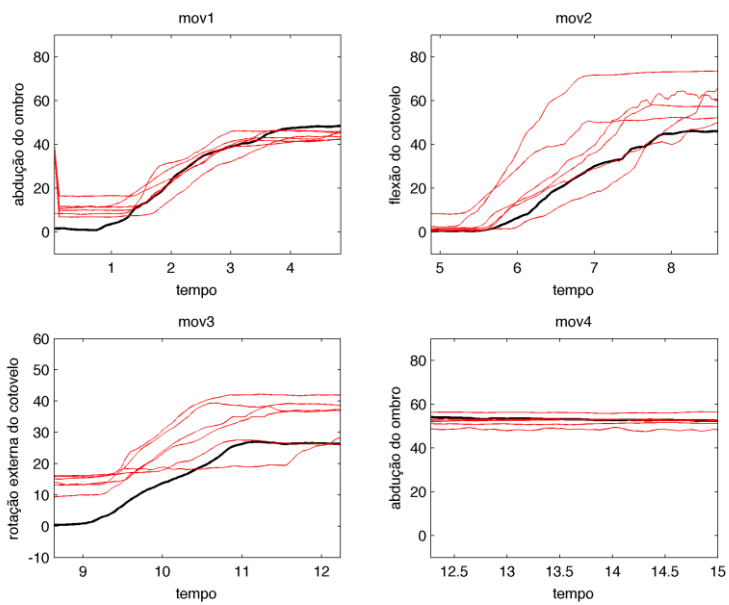 mov1
abdução do ombro
80
60
40
20
0
1 2 3 4
tempo
mov2
flexão do cotovelo
80
60
40
20
0
5 6 7 8
tempo
mov3
rotação externa do cotovelo
60
50
40
30
20
10
0
-10
9 10 11 12
tempo
mov4
abdução do ombro
80
60
40
20
0
12.5 13 13.5 14 14.5 15
tempo